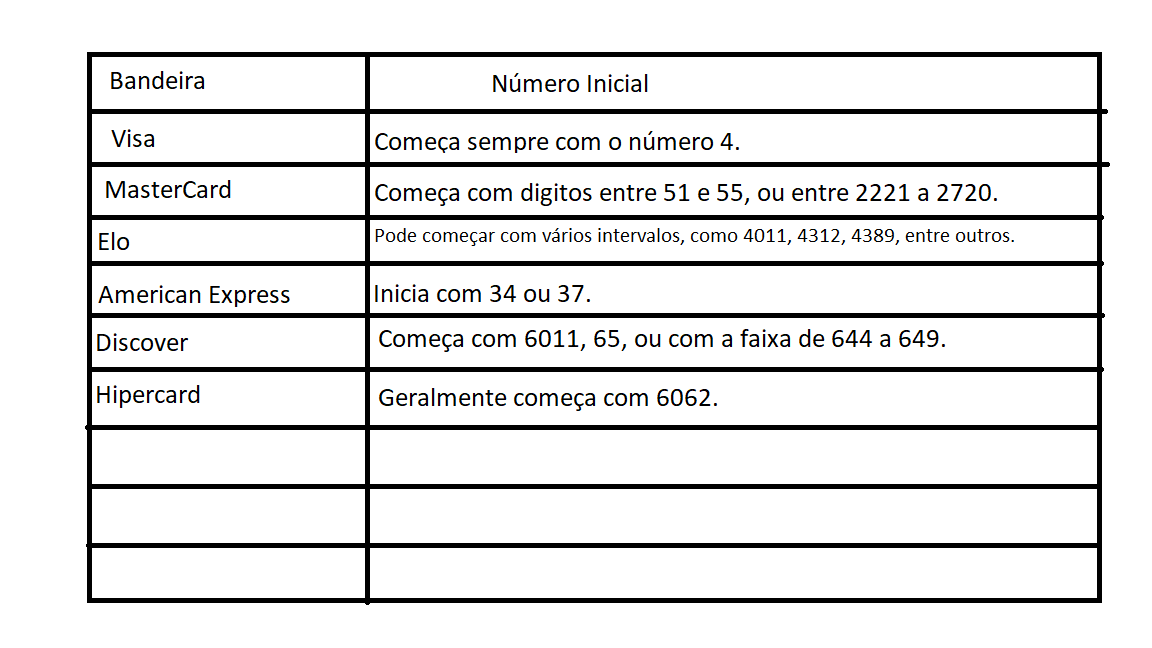 Bandeira Número Inicial
Visa Começa sempre com o número 4.
MasterCard Começa com digitos entre 51 e 55, ou entre 2221 a 2720.
Elo Pode começar com vários intervalos, como 4011, 4312, 4389, entre outros.
American Express Inicia com 34 ou 37.
Discover Começa com 6011, 65, ou com a faixa de 644 a 649.
Hipercard Geralmente começa com 6062.